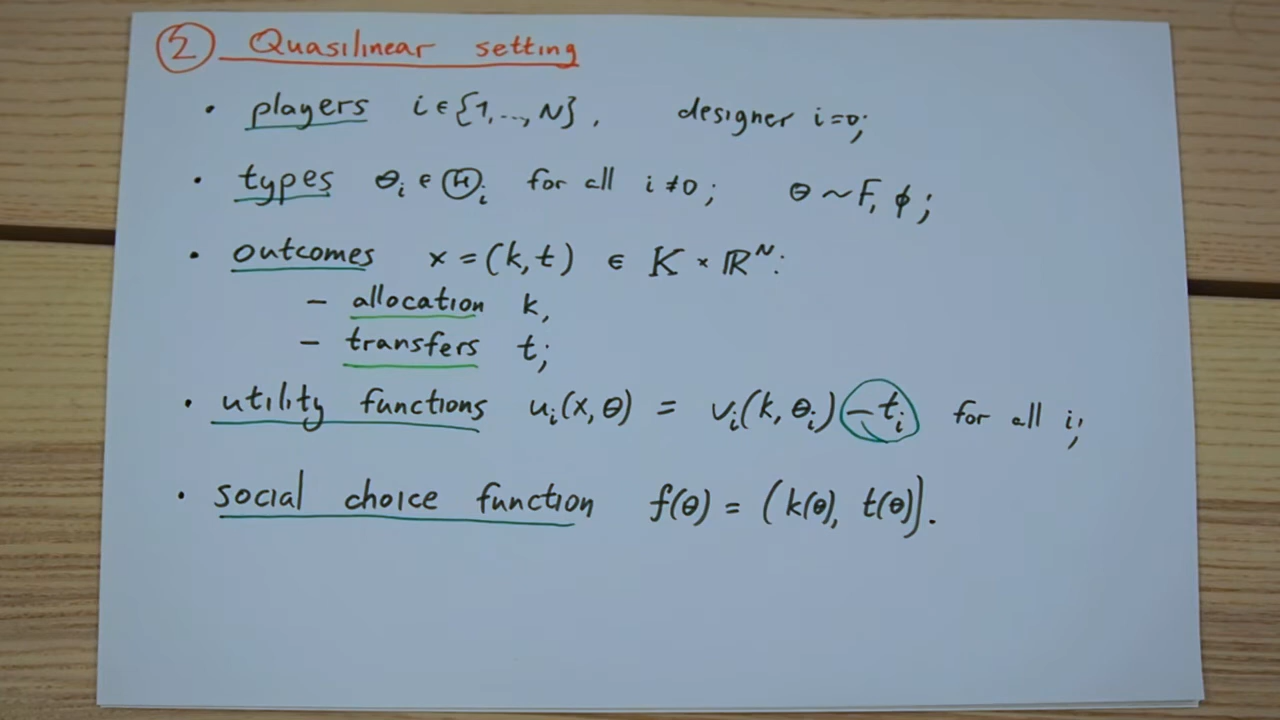 ② Quasilinear setting
• players i ∈ {1,..., N}, designer i=0;
• types θᵢ ∈ Θᵢ for all i ≠ 0; θ ~ F, ϕ;
• outcomes x = (k, t) ∈ K × ℝᴺ:
– allocation k,
– transfers t;
• utility functions uᵢ(x, θ) = vᵢ(k, θᵢ) – tᵢ for all i;
• social choice function f(θ) = (k(θ), t(θ)).